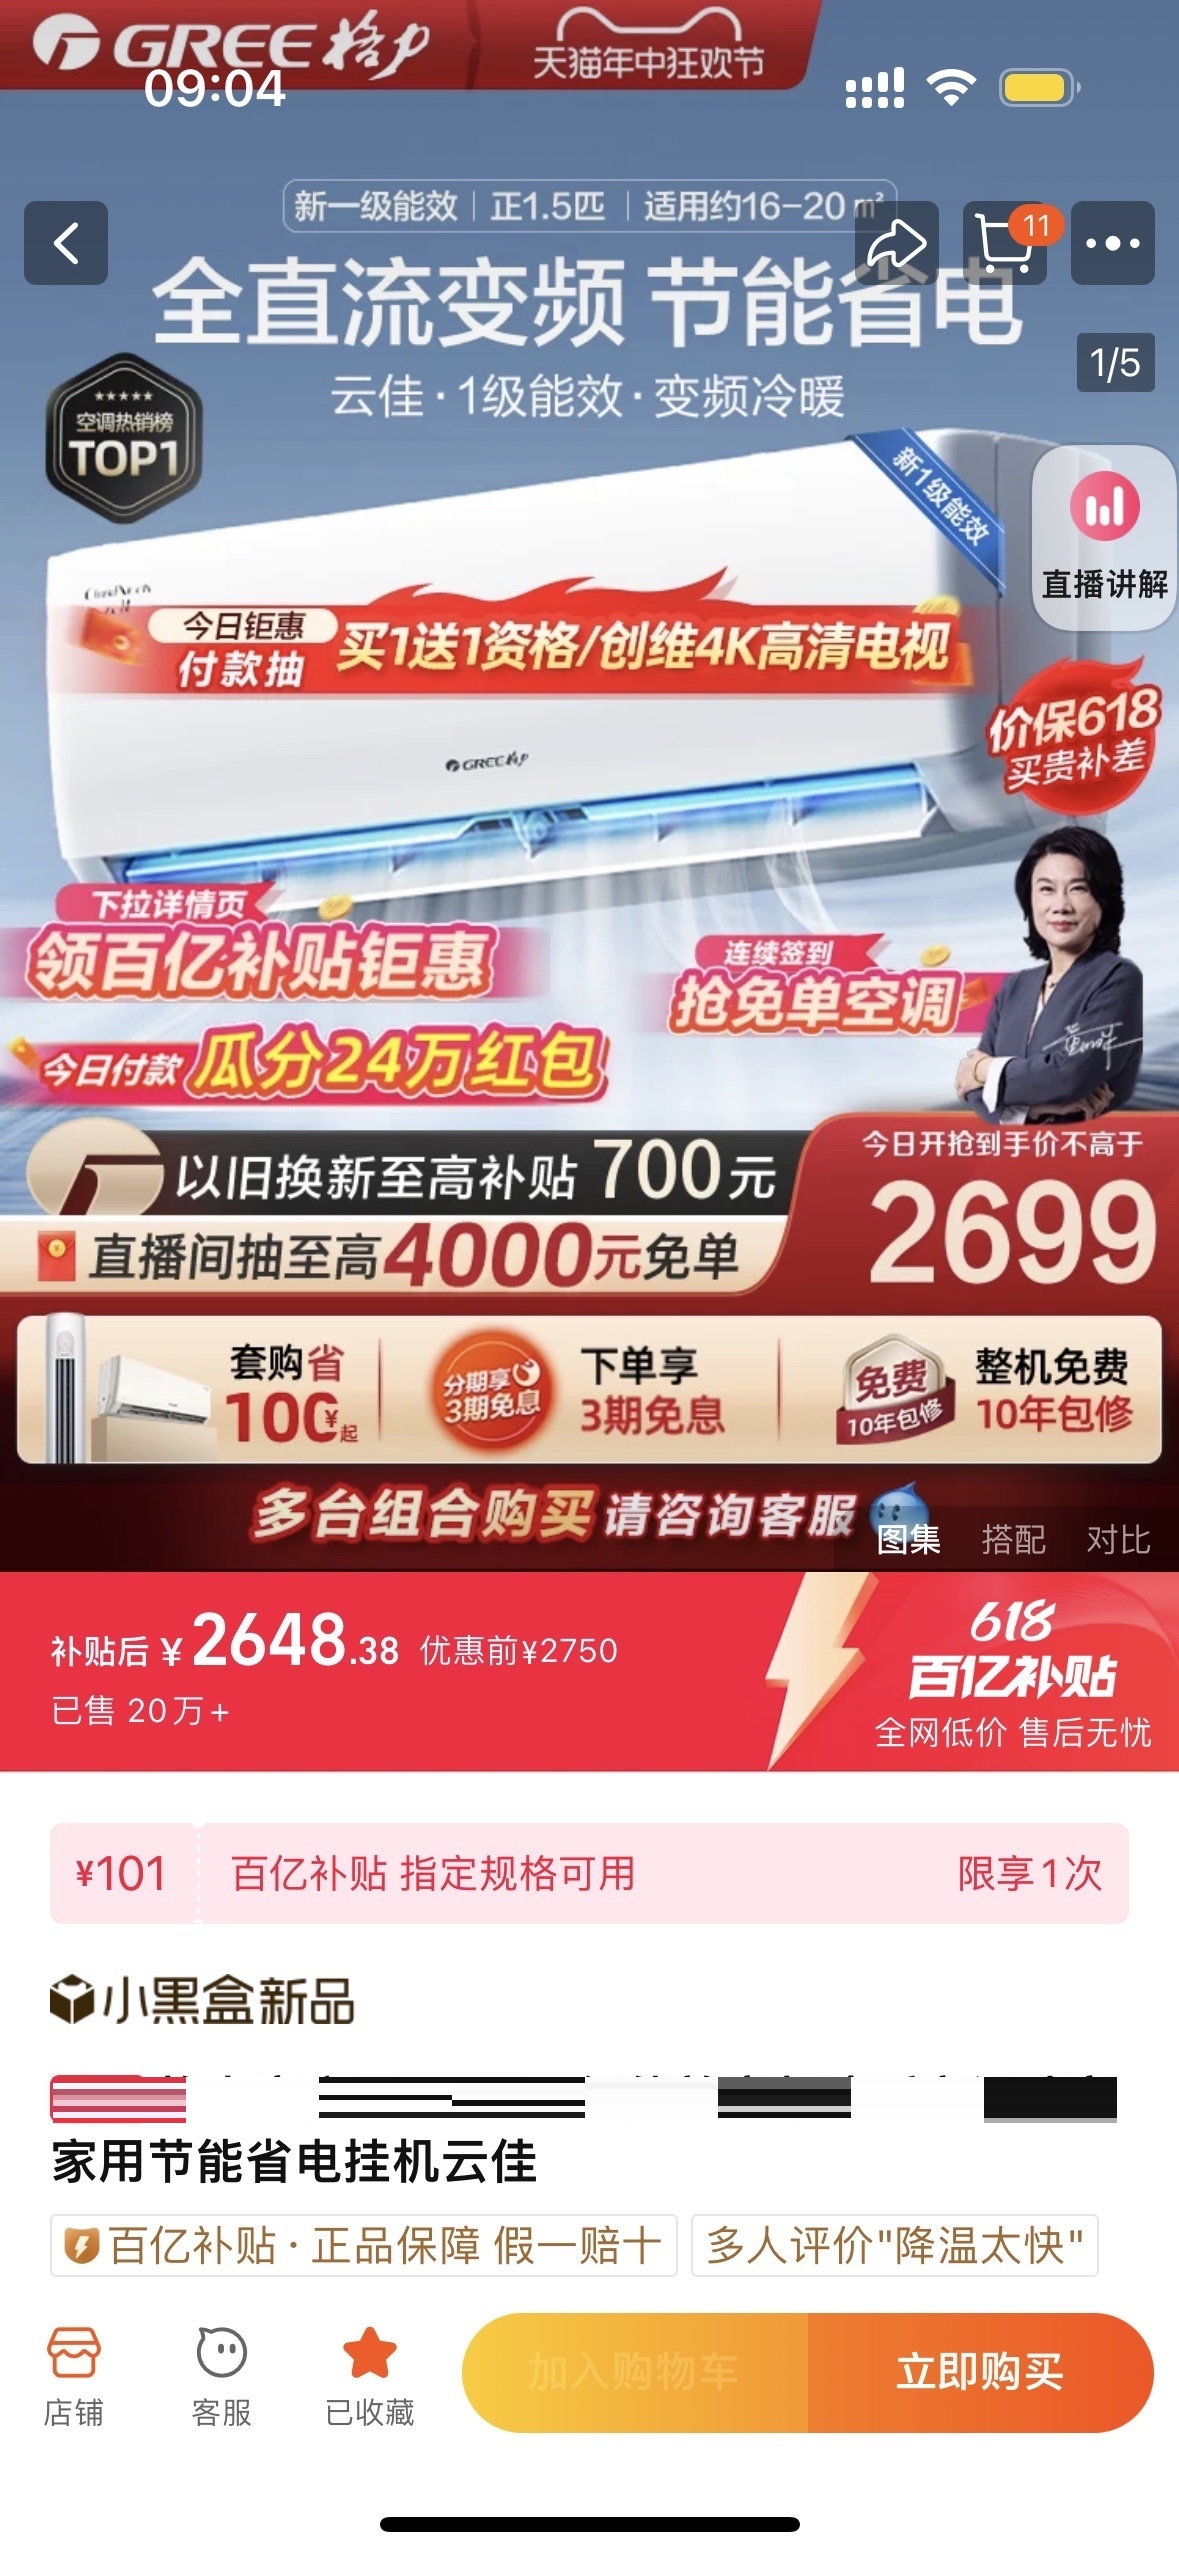 GREE格力
天猫年中狂欢节
09:04
新一级能效 | 正1.5匹 | 适用约16-20m²
11
全直流变频 节能省电
1/5
云佳·1级能效·变频冷暖
空调热销榜
TOP1
新1级能效
直播讲解
今日钜惠
付款抽
买1送1资格/创维4K高清电视
价保618
买贵补差
GREE格力
下拉详情页
领百亿补贴钜惠
连续签到
抢免单空调
今日付款 瓜分24万红包
以旧换新至高补贴 700元
今日开抢到手价不高于
2699
直播间抽至高4000元免单
套购省
100¥起
分期享
3期免息
下单享
3期免息
免费
10年包修
整机免费
10年包修
多台组合购买 请咨询客服
图集 搭配 对比
补贴后 ¥2648.38 优惠前¥2750
已售 20万+
618
百亿补贴
全网低价 售后无忧
¥101 百亿补贴 指定规格可用 限享1次
小黑盒新品
家用节能省电挂机云佳
百亿补贴·正品保障 假一赔十
多人评价"降温太快"
店铺
客服
已收藏
加入购物车
立即购买